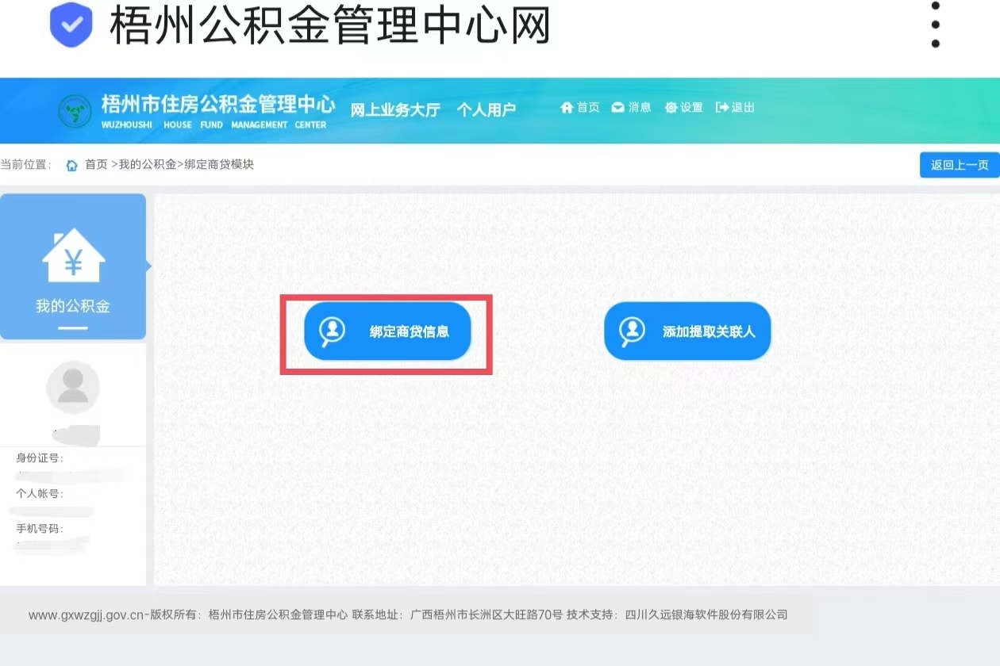 梧州公积金管理中心网
梧州市住房公积金管理中心 网上业务大厅 个人用户 首页 消息 设置 退出
WUZHOUSHI HOUSE FUND MANAGEMENT CENTER
当前位置： 首页 >我的公积金>绑定商贷模块 返回上一页
¥
我的公积金
绑定商贷信息 添加提取关联人
身份证号：
个人帐号：
手机号码：
www.gxwzgjj.gov.cn-版权所有：梧州市住房公积金管理中心 联系地址：广西梧州市长洲区大旺路70号 技术支持：四川久远银海软件股份有限公司